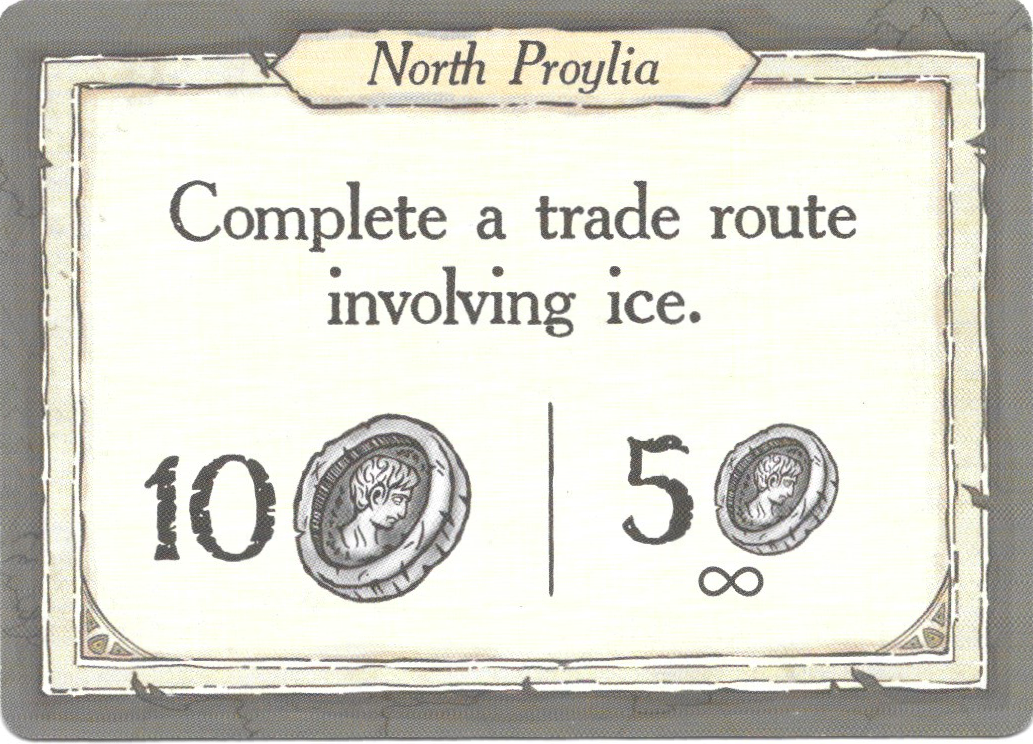 North Proylia
Complete a trade route
involving ice.
10
5
∞